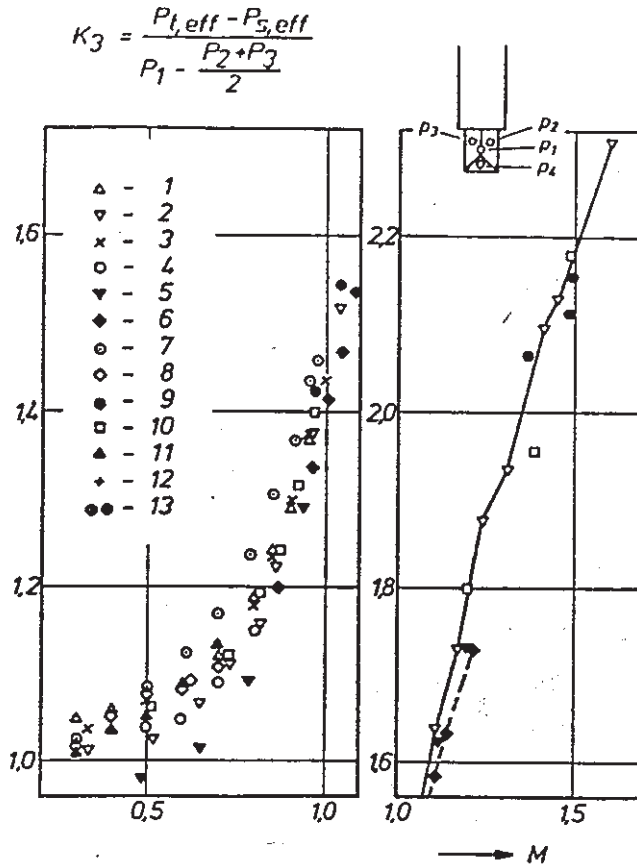 K3 = (Pt,eff - Ps,eff) / (P1 - (P2 + P3) / 2)
p3
p2
p1
p4
△ - 1
▽ - 2
× - 3
○ - 4
▼ - 5
◆ - 6
⊙ - 7
◇ - 8
● - 9
□ - 10
▲ - 11
+ - 12
●● - 13
1,6
1,4
1,2
1,0
0,5
1,0
2,2
2,0
1,8
1,6
1,0
1,5
M